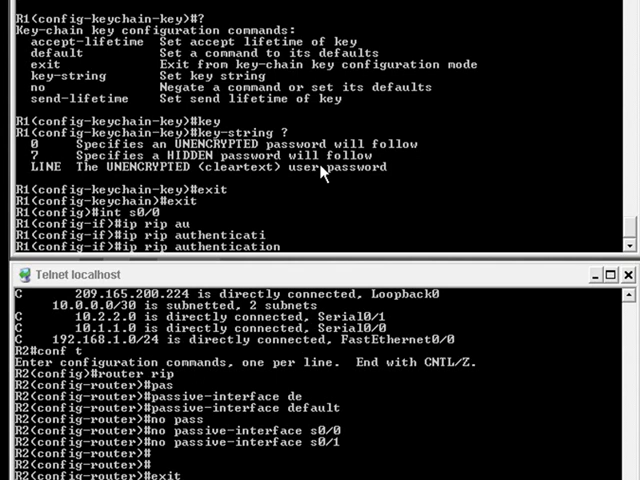 R1(config-keychain-key)#?
Key-chain key configuration commands:
  accept-lifetime  Set accept lifetime of key
  default          Set a command to its defaults
  exit             Exit from key-chain key configuration mode
  key-string       Set key string
  no               Negate a command or set its defaults
  send-lifetime    Set send lifetime of key

R1(config-keychain-key)#key
R1(config-keychain-key)#key-string ?
  0     Specifies an UNENCRYPTED password will follow
  7     Specifies a HIDDEN password will follow
  LINE  The UNENCRYPTED (cleartext) user password

R1(config-keychain-key)#exit
R1(config-keychain)#exit
R1(config)#int s0/0
R1(config-if)#ip rip au
R1(config-if)#ip rip authenticati
R1(config-if)#ip rip authentication
Telnet localhost
C       209.165.200.224 is directly connected, Loopback0
     10.0.0.0/30 is subnetted, 2 subnets
C       10.2.2.0 is directly connected, Serial0/1
C       10.1.1.0 is directly connected, Serial0/0
C    192.168.1.0/24 is directly connected, FastEthernet0/0
R2#conf t
Enter configuration commands, one per line.  End with CNTL/Z.
R2(config)#router rip
R2(config-router)#pas
R2(config-router)#passive-interface de
R2(config-router)#passive-interface default
R2(config-router)#no pass
R2(config-router)#no passive-interface s0/0
R2(config-router)#no passive-interface s0/1
R2(config-router)#
R2(config-router)#
R2(config-router)#exit